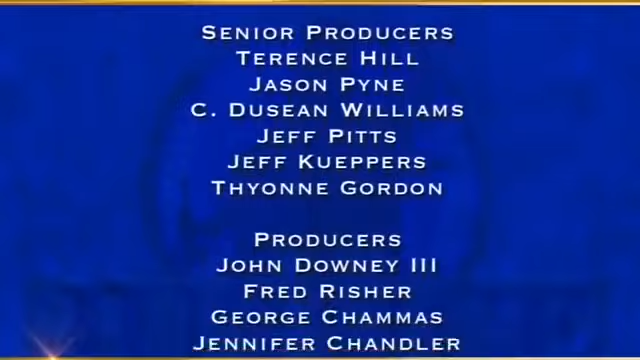 SENIOR PRODUCERS
TERENCE HILL
JASON PYNE
C. DUSEAN WILLIAMS
JEFF PITTS
JEFF KUEPPERS
THYONNE GORDON
PRODUCERS
JOHN DOWNEY III
FRED RISHER
GEORGE CHAMMAS
JENNIFER CHANDLER